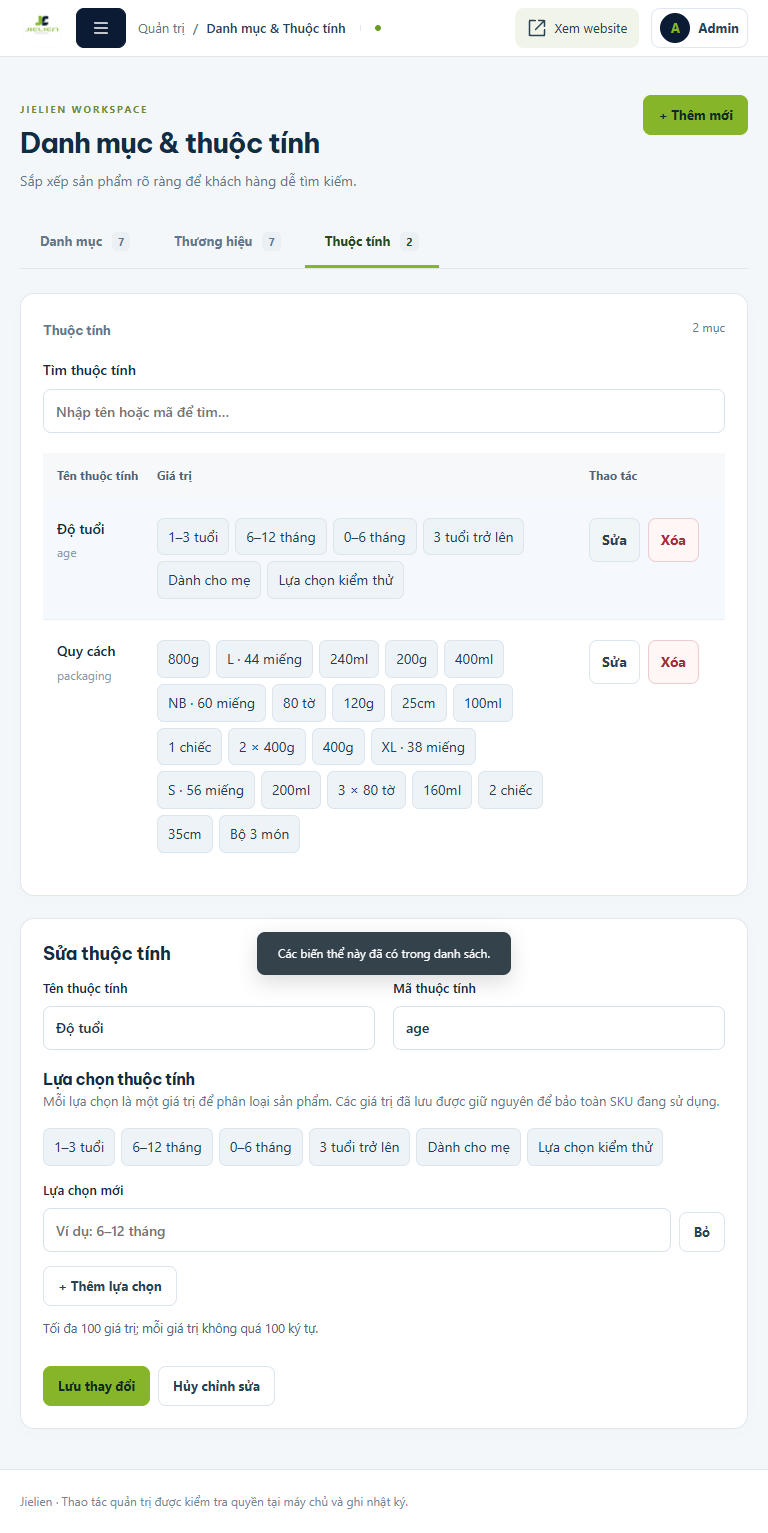 JC
JIELIEN
Quản trị / Danh mục & Thuộc tính
Xem website
A Admin
JIELIEN WORKSPACE
+ Thêm mới
Danh mục & thuộc tính
Sắp xếp sản phẩm rõ ràng để khách hàng dễ tìm kiếm.
Danh mục 7 Thương hiệu 7 Thuộc tính 2
Thuộc tính 2 mục
Tìm thuộc tính
Nhập tên hoặc mã để tìm...
Tên thuộc tính Giá trị Thao tác
Độ tuổi
age
1–3 tuổi 6–12 tháng 0–6 tháng 3 tuổi trở lên
Dành cho mẹ Lựa chọn kiểm thử
Sửa Xóa
Quy cách
packaging
800g L · 44 miếng 240ml 200g 400ml
NB · 60 miếng 80 tờ 120g 25cm 100ml
1 chiếc 2 × 400g 400g XL · 38 miếng
S · 56 miếng 200ml 3 × 80 tờ 160ml 2 chiếc
35cm Bộ 3 món
Sửa Xóa
Sửa thuộc tính
Các biến thể này đã có trong danh sách.
Tên thuộc tính Mã thuộc tính
Độ tuổi age
Lựa chọn thuộc tính
Mỗi lựa chọn là một giá trị để phân loại sản phẩm. Các giá trị đã lưu được giữ nguyên để bảo toàn SKU đang sử dụng.
1–3 tuổi 6–12 tháng 0–6 tháng 3 tuổi trở lên Dành cho mẹ Lựa chọn kiểm thử
Lựa chọn mới
Ví dụ: 6–12 tháng Bỏ
+ Thêm lựa chọn
Tối đa 100 giá trị; mỗi giá trị không quá 100 ký tự.
Lưu thay đổi Hủy chỉnh sửa
Jielien · Thao tác quản trị được kiểm tra quyền tại máy chủ và ghi nhật ký.